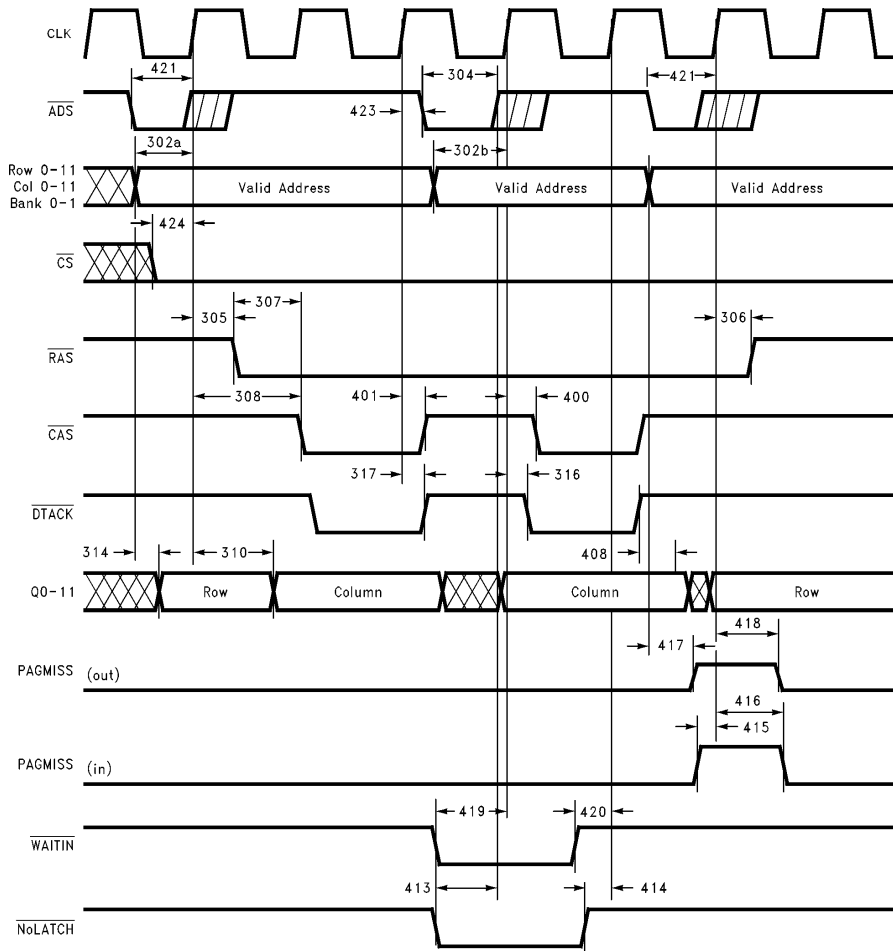 CLK
421
304
421
ADS
423
302a
302b
Row 0-11
Col 0-11
Bank 0-1
Valid Address
Valid Address
Valid Address
424
CS
307
305
306
RAS
308
401
400
CAS
317
316
DTACK
314
310
408
Q0-11
Row
Column
Column
Row
418
417
PAGMISS (out)
416
415
PAGMISS (in)
419
420
WAITIN
413
414
NoLATCH